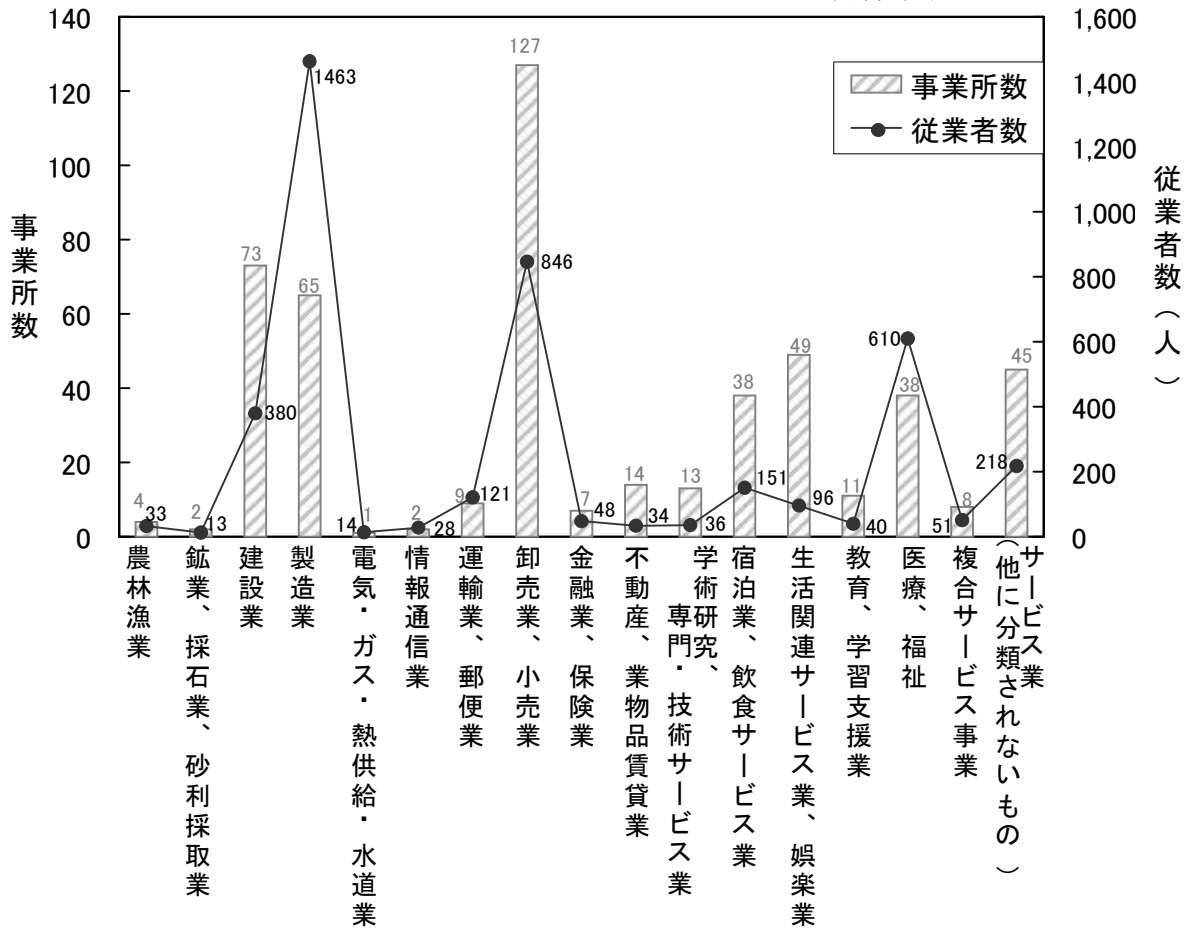 140
120
100
80
60
40
20
0
事業所数
1,600
1,400
1,200
1,000
800
600
400
200
0
従業者数（人）
事業所数
従業者数
4
2
73
65
1
2
9
127
7
14
13
38
49
11
38
8
45
33
13
380
1463
14
28
121
846
48
34
36
151
96
40
610
51
218
農林漁業
鉱業、採石業、砂利採取業
建設業
製造業
電気・ガス・熱供給・水道業
情報通信業
運輸業、郵便業
卸売業、小売業
金融業、保険業
不動産、業物品賃貸業
学術研究、
専門・技術サービス業
宿泊業、飲食サービス業
生活関連サービス業、娯楽業
教育、学習支援業
医療、福祉
複合サービス事業
サービス業
（他に分類されないもの）